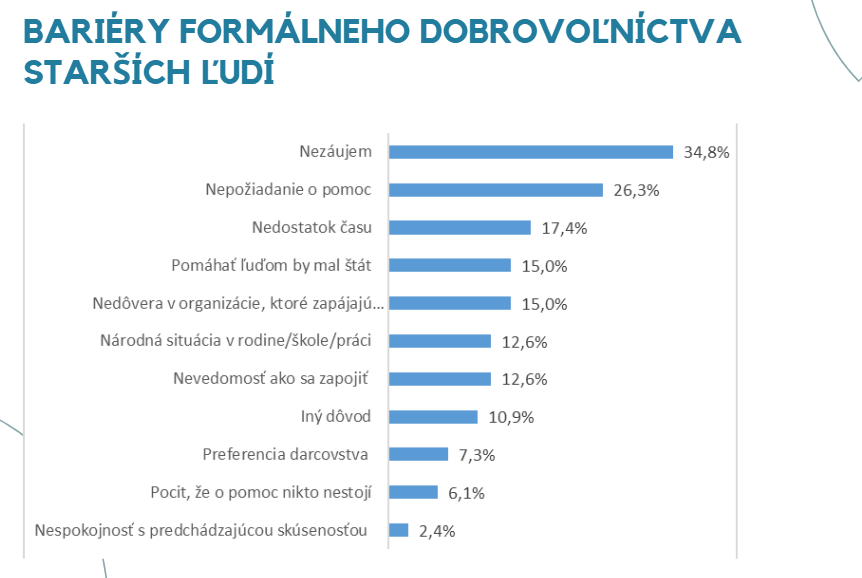 BARIÉRY FORMÁLNEHO DOBROVOĽNÍCTVA
STARŠÍCH ĽUDÍ
Nezáujem 34,8%
Nepožiadanie o pomoc 26,3%
Nedostatok času 17,4%
Pomáhať ľuďom by mal štát 15,0%
Nedôvera v organizácie, ktoré zapájajú... 15,0%
Národná situácia v rodine/škole/práci 12,6%
Nevedomosť ako sa zapojiť 12,6%
Iný dôvod 10,9%
Preferencia darcovstva 7,3%
Pocit, že o pomoc nikto nestojí 6,1%
Nespokojnosť s predchádzajúcou skúsenosťou 2,4%